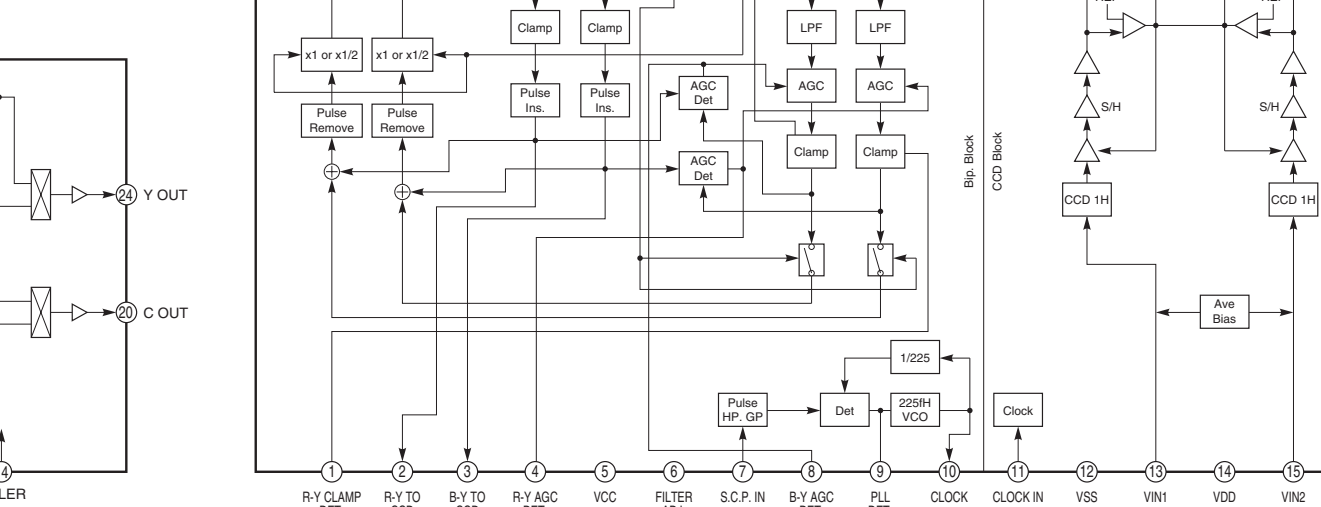 Clamp
Clamp
LPF
LPF
x1 or x1/2
x1 or x1/2
Pulse
Ins.
Pulse
Ins.
AGC
Det
AGC
AGC
S/H
S/H
Pulse
Remove
Pulse
Remove
AGC
Det
Clamp
Clamp
Bip. Block
CCD Block
24 Y OUT
CCD 1H
CCD 1H
20 C OUT
Ave
Bias
1/225
Pulse
HP. GP
Det
225fH
VCO
Clock
4
1
2
3
4
5
6
7
8
9
10
11
12
13
14
15
LER
R-Y CLAMP
R-Y TO
B-Y TO
R-Y AGC
VCC
FILTER
S.C.P. IN
B-Y AGC
PLL
CLOCK
CLOCK IN
VSS
VIN1
VDD
VIN2